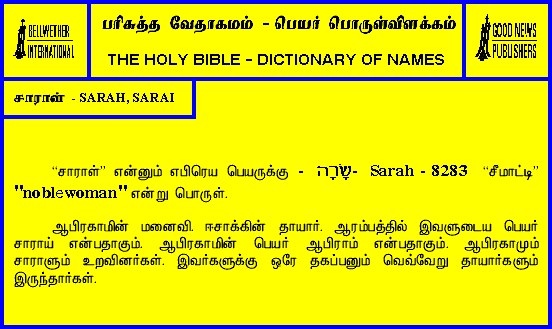 BELLWETHER
INTERNATIONAL
பரிசுத்த வேதாகமம் - பெயர் பொருள்விளக்கம்
THE HOLY BIBLE - DICTIONARY OF NAMES
GOOD NEWS
PUBLISHERS
சாராள் - SARAH, SARAI
“சாராள்” என்னும் எபிரெய பெயருக்கு - שָׂרָה - Sarah - 8283 “சீமாட்டி”
"noblewoman" என்று பொருள்.
ஆபிரகாமின் மனைவி. ஈசாக்கின் தாயார். ஆரம்பத்தில் இவளுடைய பெயர்
சாராய் என்பதாகும். ஆபிரகாமின் பெயர் ஆபிராம் என்பதாகும். ஆபிரகாமும்
சாராளும் உறவினர்கள். இவர்களுக்கு ஒரே தகப்பனும் வெவ்வேறு தாயார்களும்
இருந்தார்கள்.